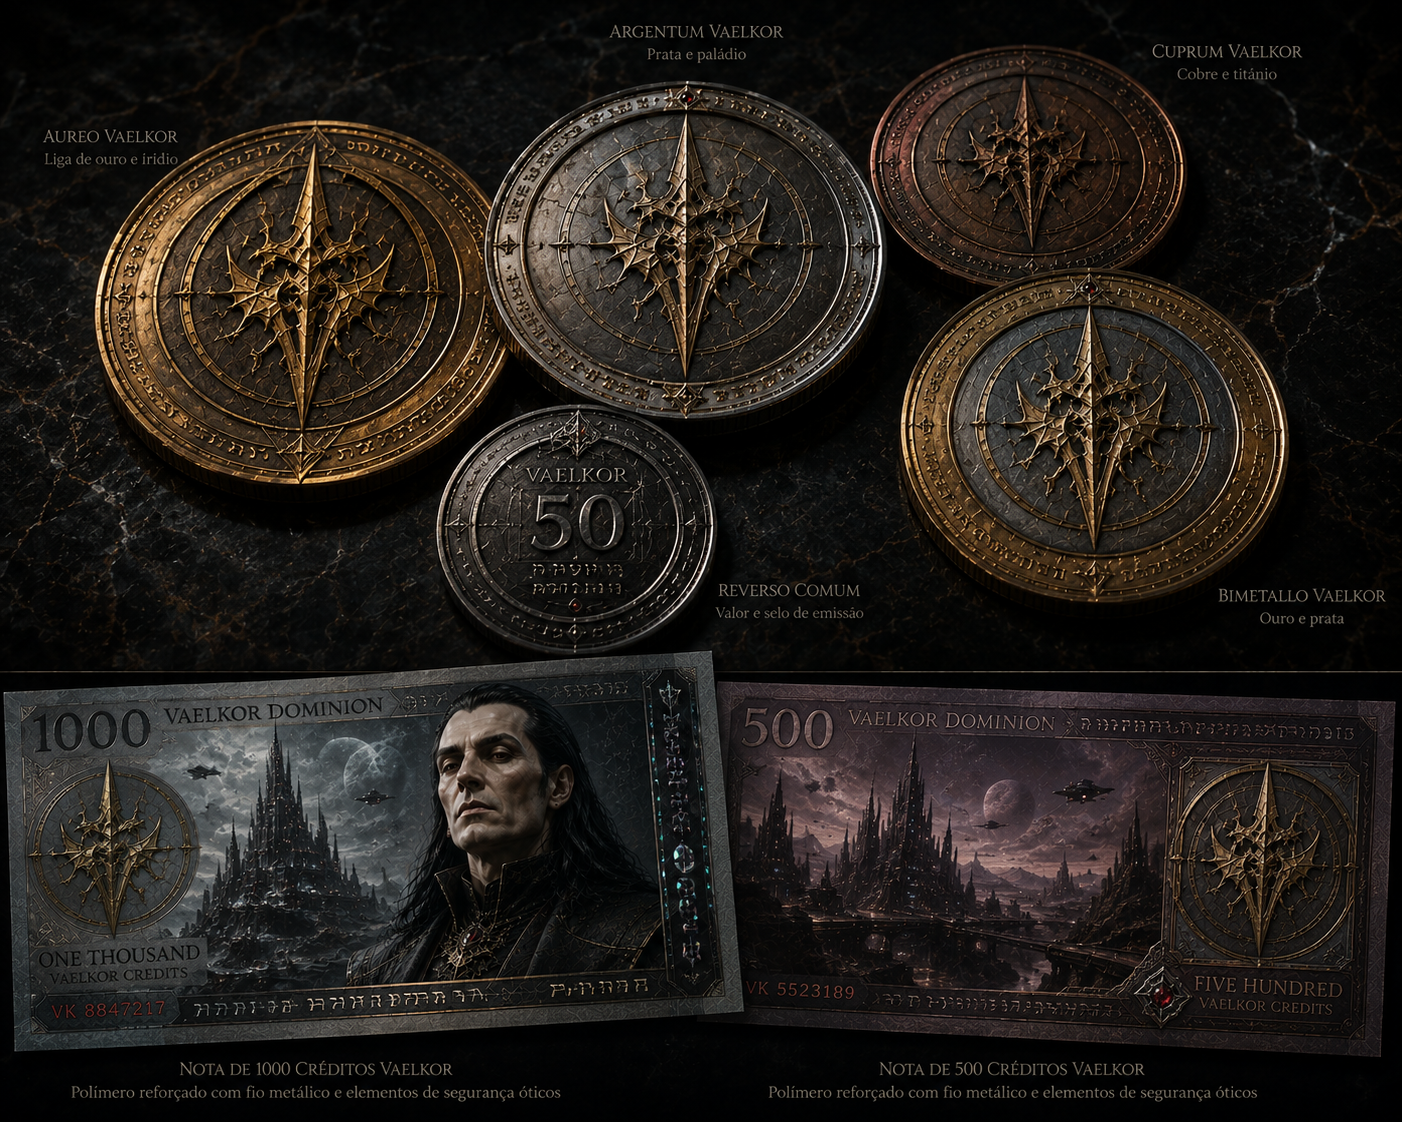 ARGENTUM VAELKOR
Prata e paládio
CUPRUM VAELKOR
Cobre e titânio
AUREO VAELKOR
Liga de ouro e irídio
VAELKOR
50
REVERSO COMUM
Valor e selo de emissão
BIMETALLO VAELKOR
Ouro e prata
1000 VAELKOR DOMINION
ONE THOUSAND
VAELKOR CREDITS
VK 8847217
500 VAELKOR DOMINION
VK 5523189
FIVE HUNDRED
VAELKOR CREDITS
NOTA DE 1000 CRÉDITOS VAELKOR
Polímero reforçado com fio metálico e elementos de segurança óticos
NOTA DE 500 CRÉDITOS VAELKOR
Polímero reforçado com fio metálico e elementos de segurança óticos